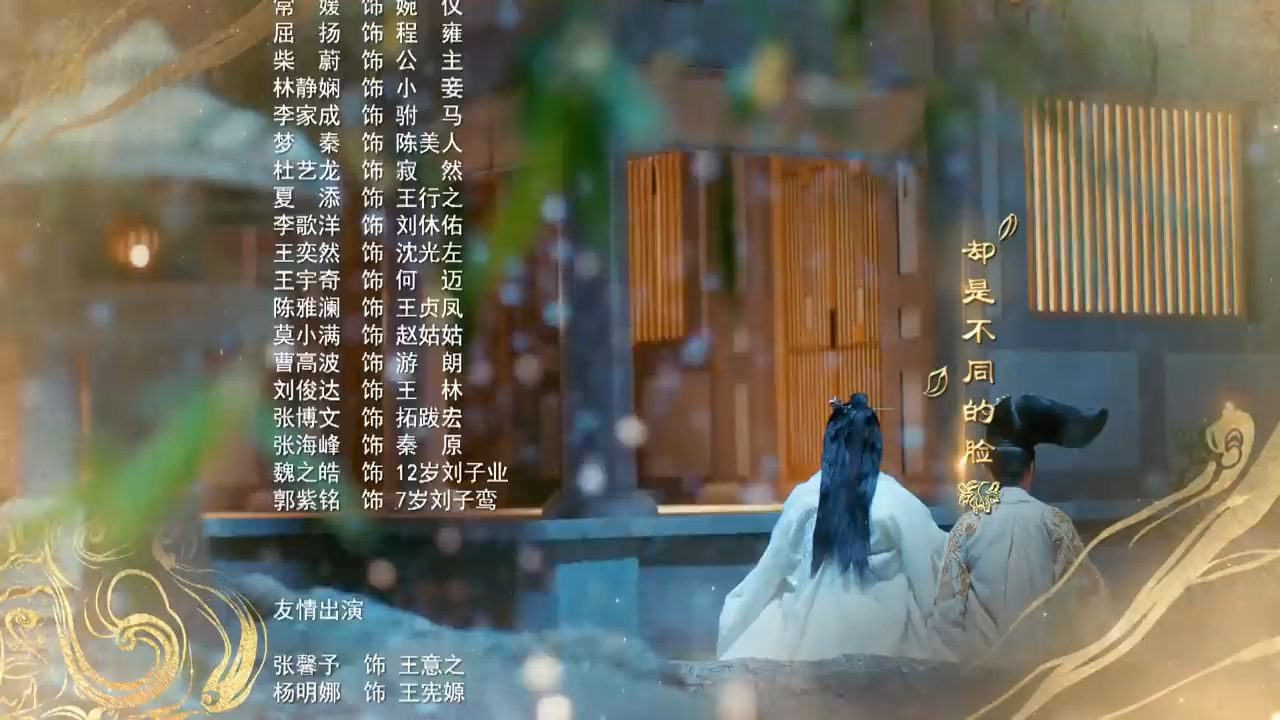 常媛 饰 婉仪
屈扬 饰 程雍
柴蔚 饰 公主
林静娴 饰 小妾
李家成 饰 驸马
梦秦 饰 陈美人
杜艺龙 饰 寂然
夏添 饰 王行之
李歌洋 饰 刘休佑
王奕然 饰 沈光左
王宇奇 饰 何迈
陈雅澜 饰 王贞凤
莫小满 饰 赵姑姑
曹高波 饰 游朗
刘俊达 饰 王林
张博文 饰 拓跋宏
张海峰 饰 秦原
魏之皓 饰 12岁刘子业
郭紫铭 饰 7岁刘子鸾
友情出演
张馨予 饰 王意之
杨明娜 饰 王宪嫄
却是不同的脸